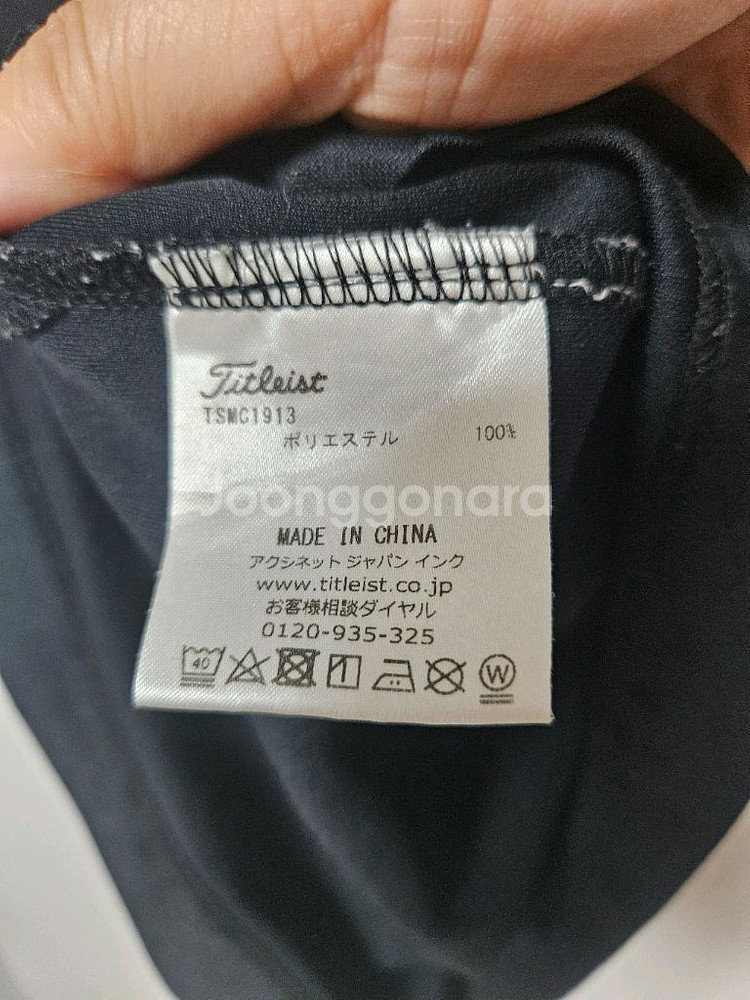 Titleist
TSMC1913
ポリエステル 100%
Joonggonara
MADE IN CHINA
アクシネット ジャパン インク
www.titleist.co.jp
お客様相談ダイヤル
0120-935-325
40 W